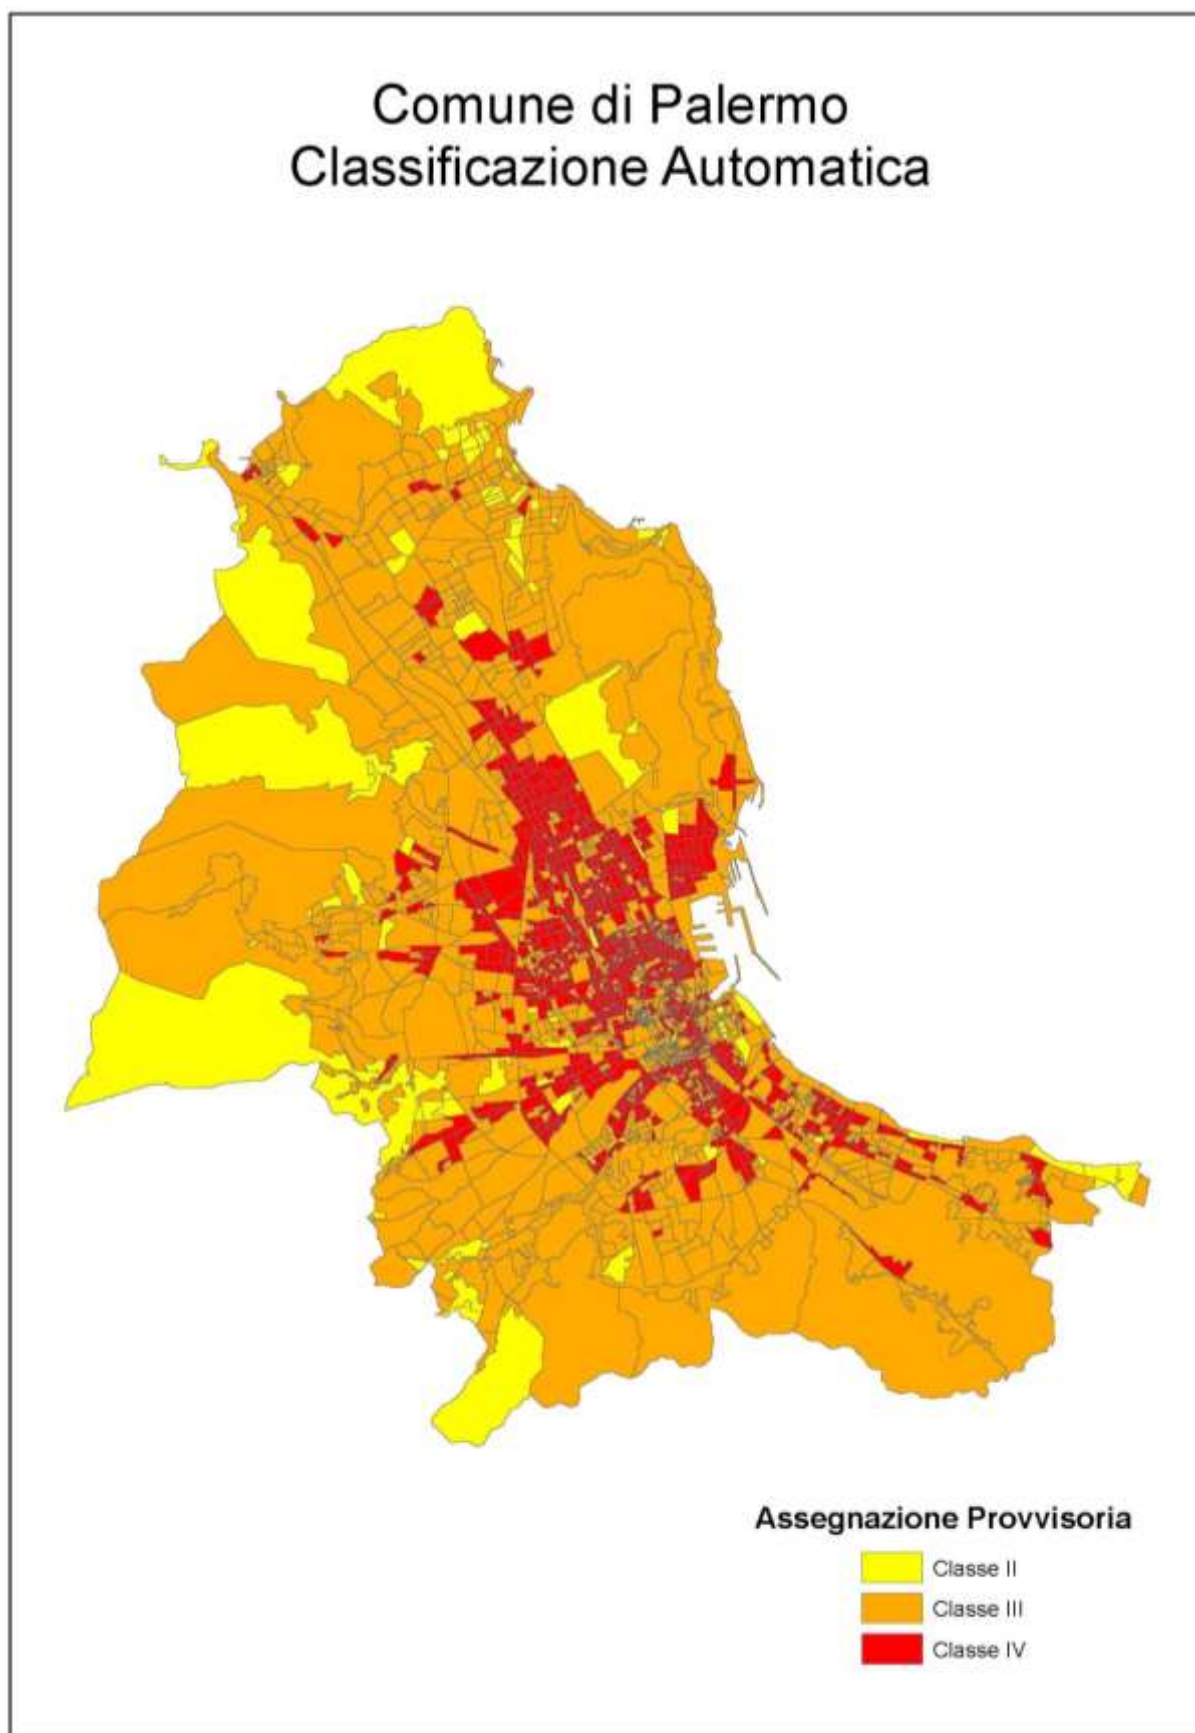 Comune di Palermo
Classificazione Automatica
Assegnazione Provvisoria
Classe II
Classe III
Classe IV